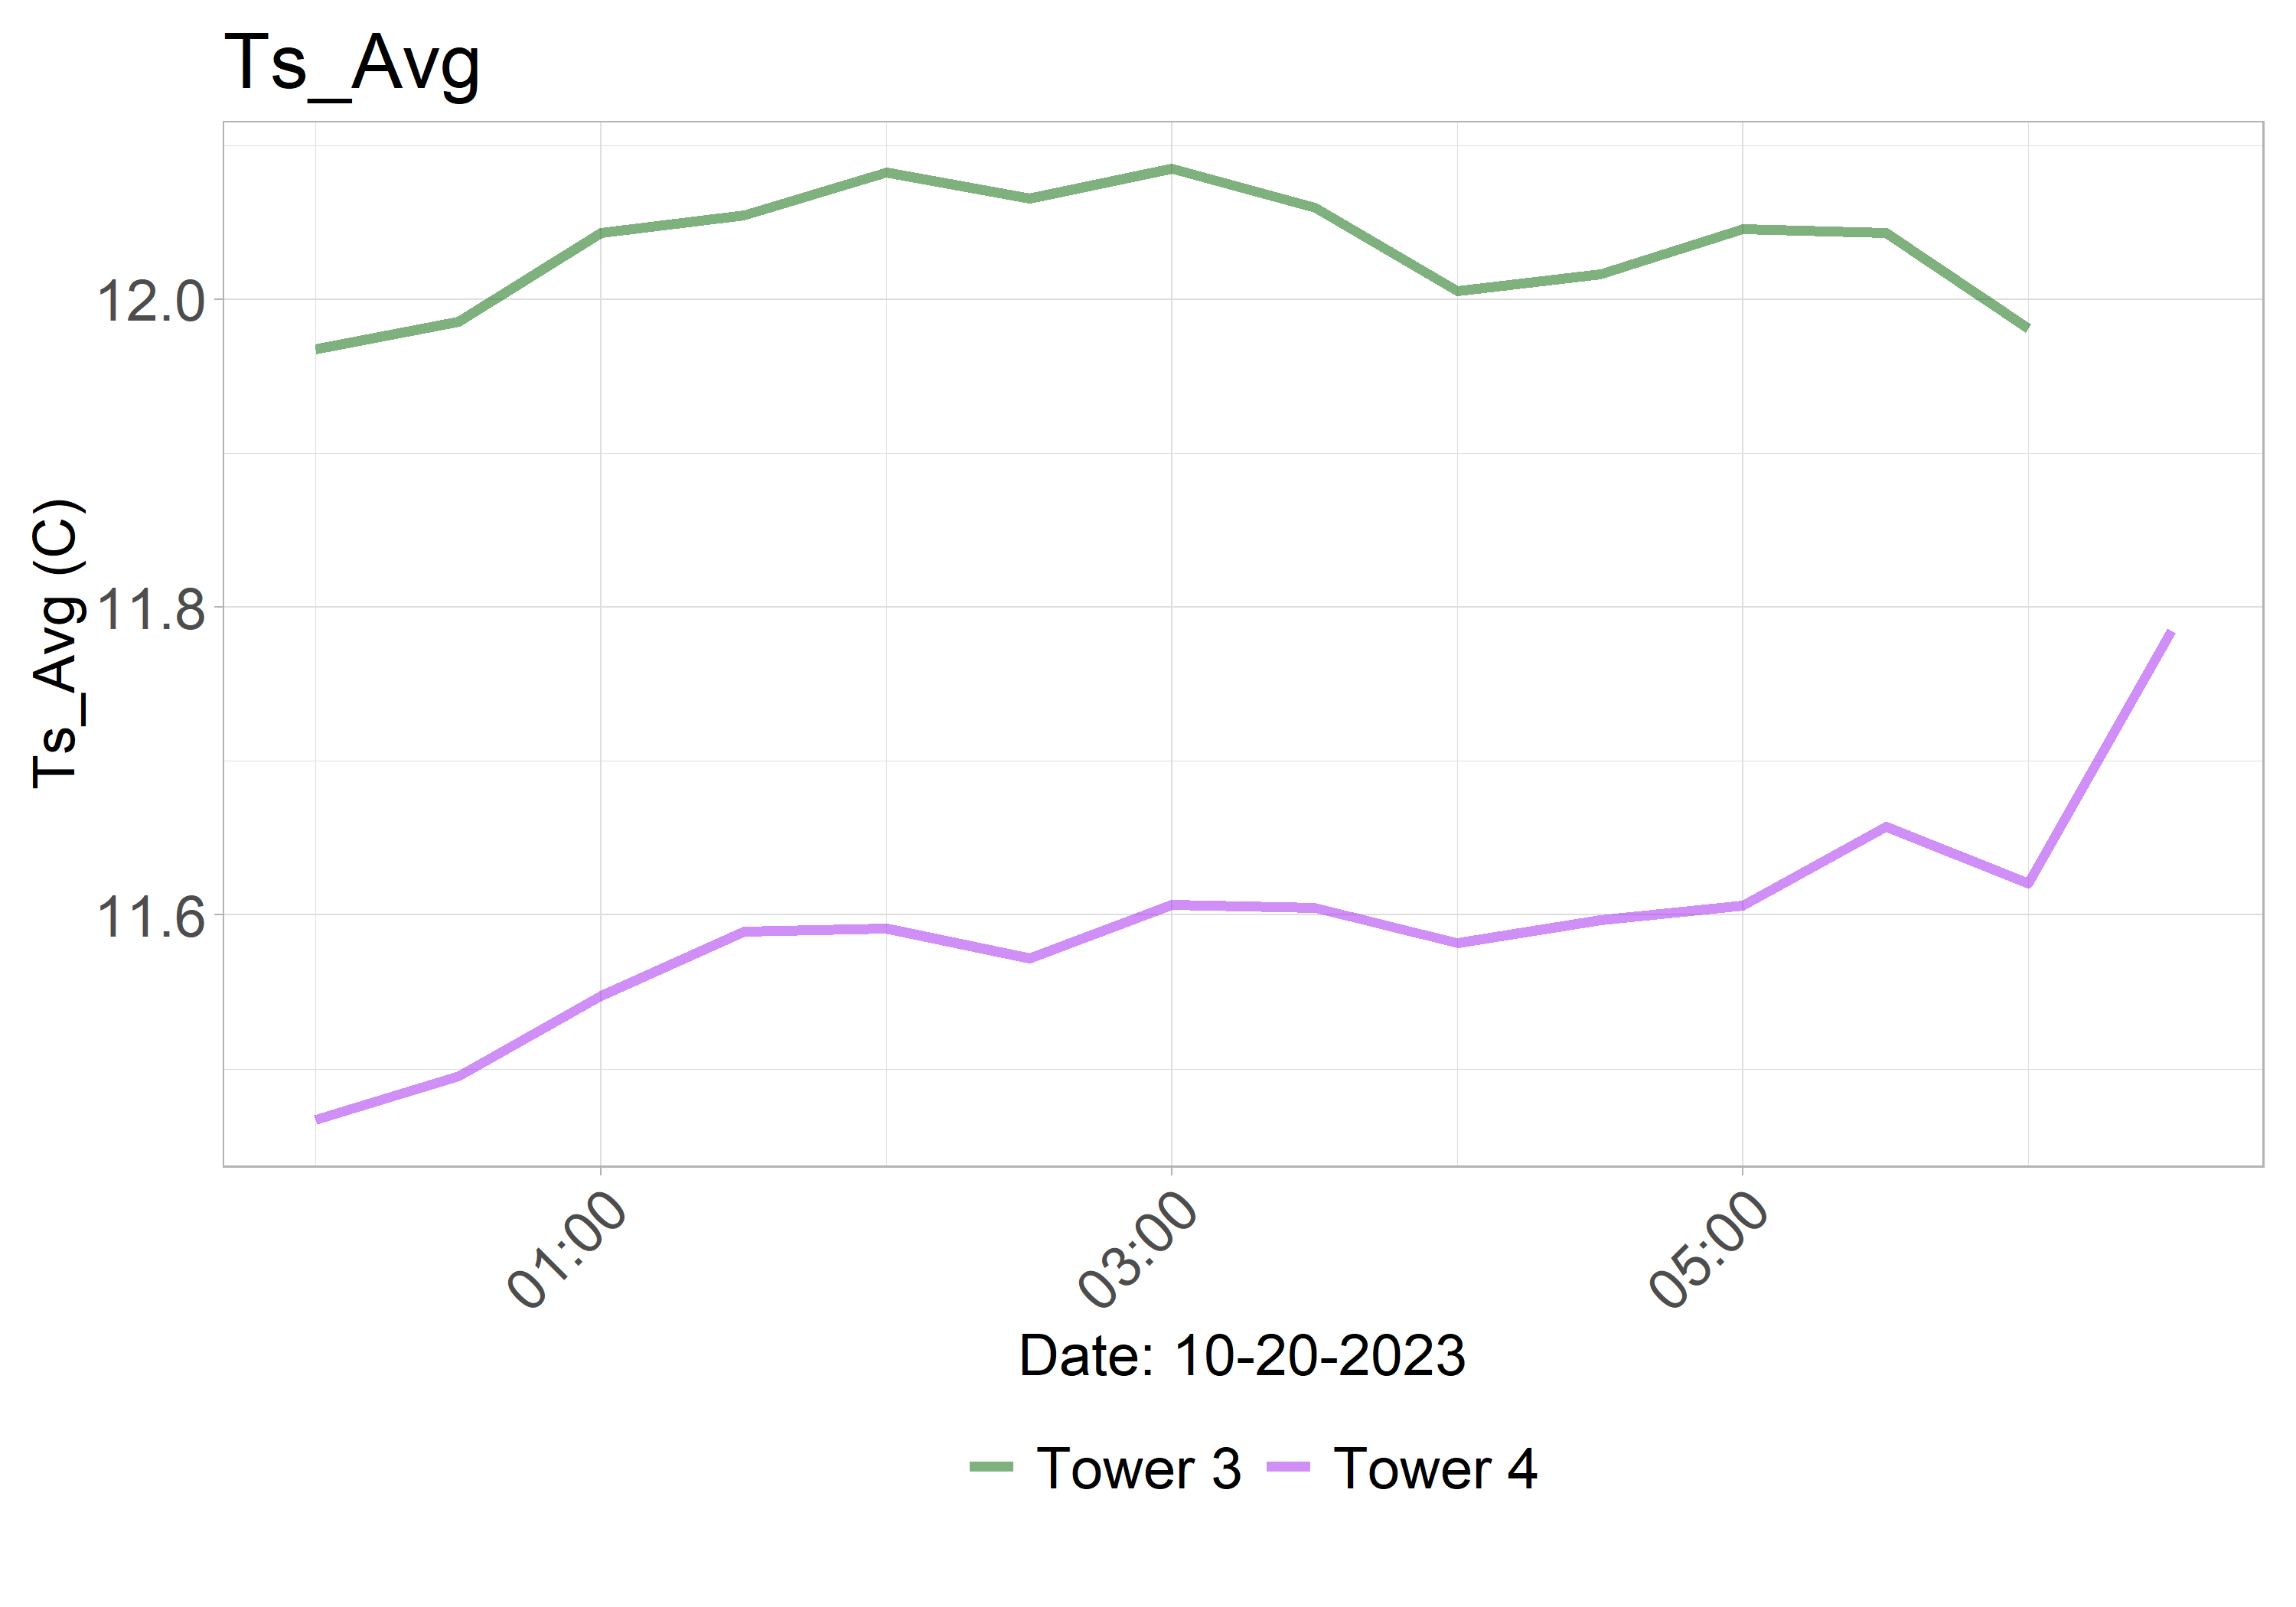 Ts_Avg
Ts_Avg (C)
12.0
11.8
11.6
01:00
03:00
05:00
Date: 10-20-2023
Tower 3
Tower 4